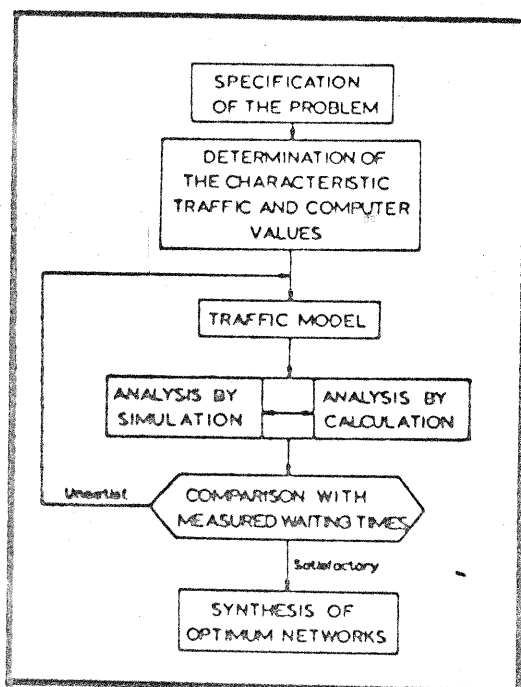 SPECIFICATION
OF THE PROBLEM
DETERMINATION OF
THE CHARACTERISTIC
TRAFFIC AND COMPUTER
VALUES
TRAFFIC MODEL
ANALYSIS BY
SIMULATION
ANALYSIS BY
CALCULATION
COMPARISON WITH
MEASURED WAITING TIMES
Satisfactory
SYNTHESIS OF
OPTIMUM NETWORKS